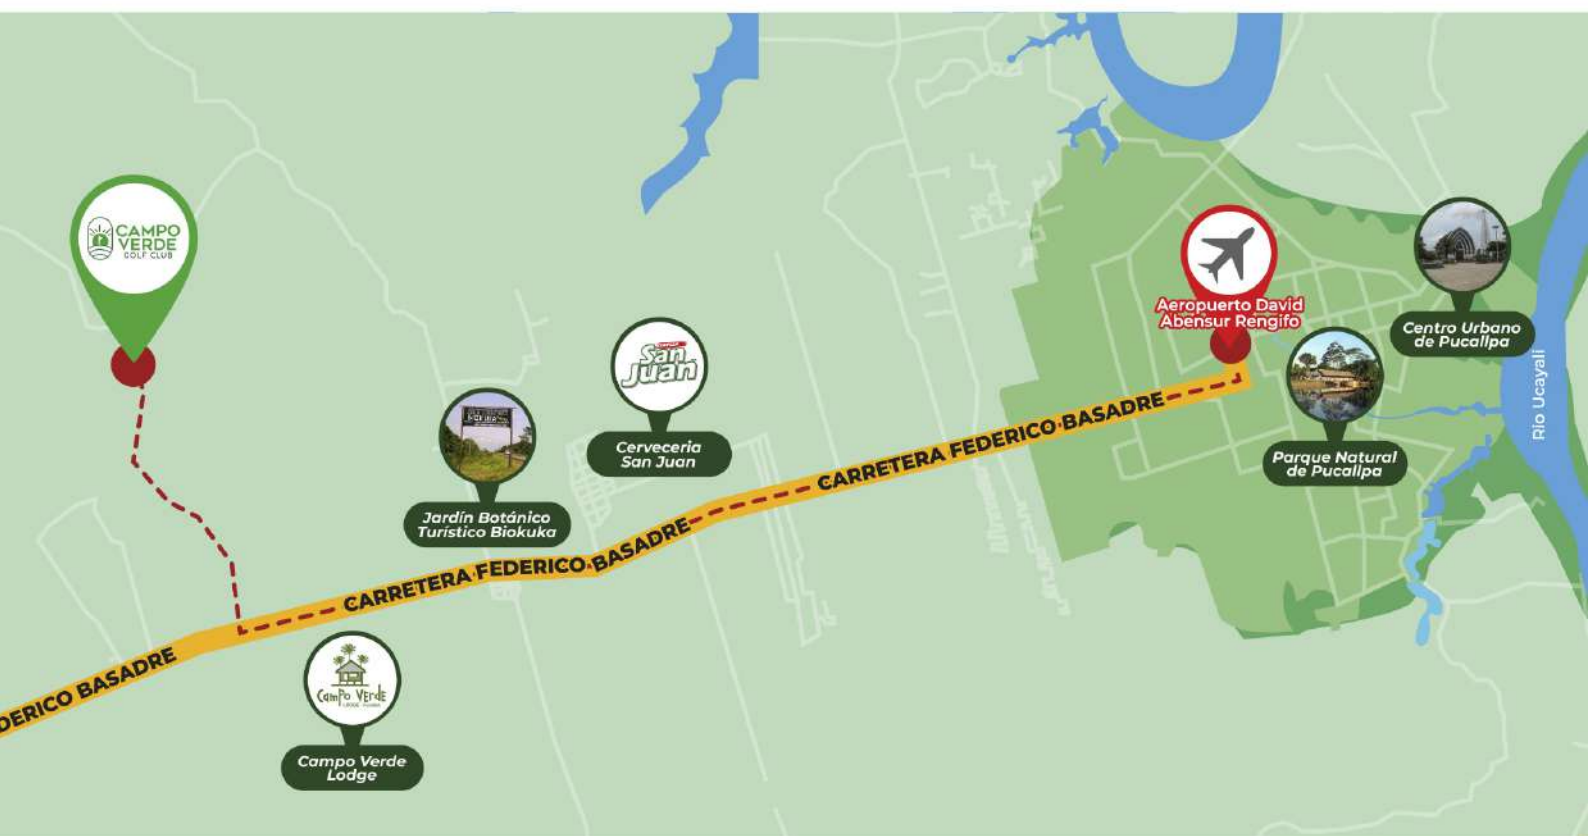 CAMPO
VERDE
GOLF CLUB
Aeropuerto David
Abensur Rengifo
Centro Urbano
de Pucallpa
Río Ucayali
Parque Natural
de Pucallpa
San
Juan
Cerveceria
San Juan
Jardín Botánico
Turístico Biokuka
CARRETERA FEDERICO BASADRE
CARRETERA FEDERICO BASADRE
DERICO BASADRE
Campo Verde
Campo Verde
Lodge